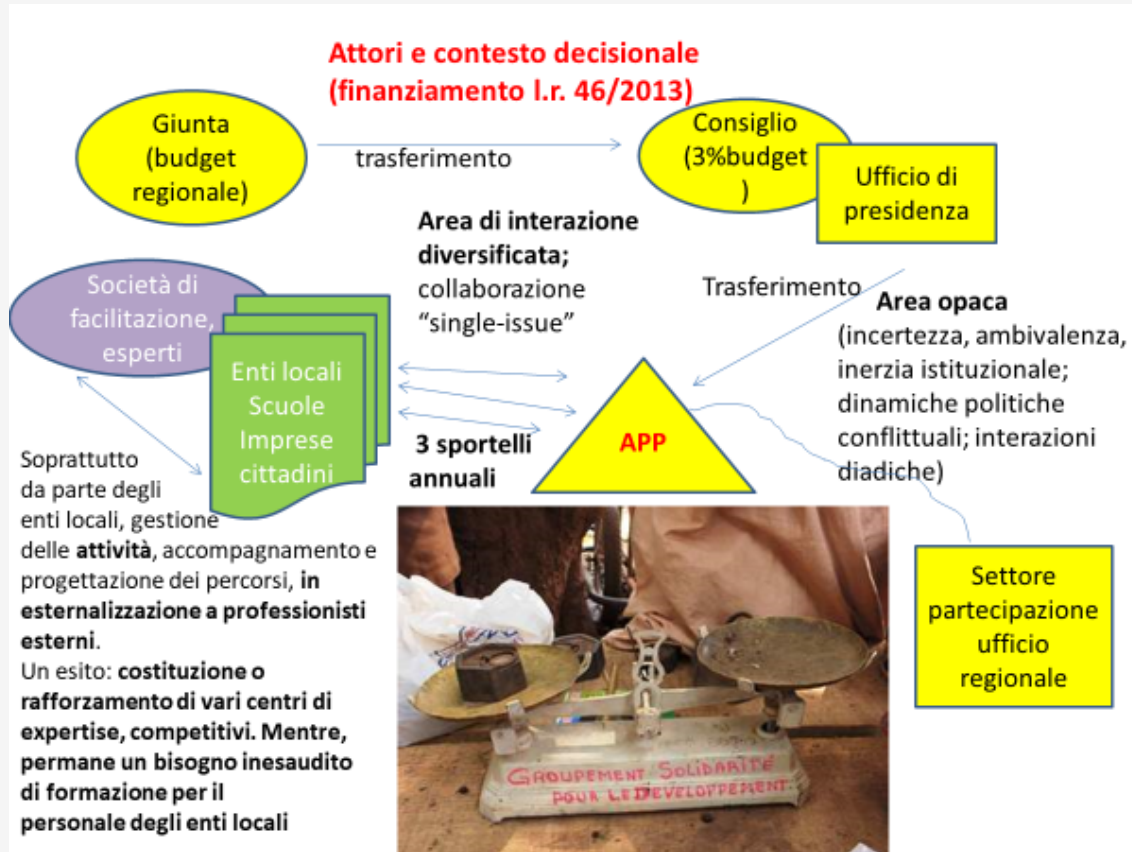 Attori e contesto decisionale
(finanziamento l.r. 46/2013)
Giunta
(budget
regionale)
trasferimento
Consiglio
(3%budget
)
Ufficio di
presidenza
Area di interazione
diversificata;
collaborazione
“single-issue”
Trasferimento
Area opaca
(incertezza, ambivalenza,
inerzia istituzionale;
dinamiche politiche
conflittuali; interazioni
diadiche)
Società di
facilitazione,
esperti
Enti locali
Scuole
Imprese
cittadini
3 sportelli
annuali
APP
Soprattutto
da parte degli
enti locali, gestione
delle attività, accompagnamento e
progettazione dei percorsi, in
esternalizzazione a professionisti
esterni.
Un esito: costituzione o
rafforzamento di vari centri di
expertise, competitivi. Mentre,
permane un bisogno inesaudito
di formazione per il
personale degli enti locali
Settore
partecipazione
ufficio
regionale
GROUPEMENT SOLIDARITE
POUR LE DEVELOPPEMENT